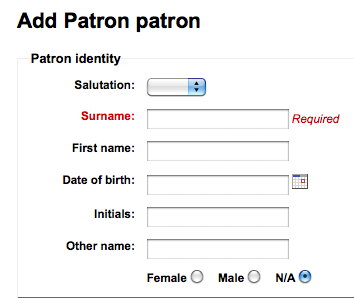 Add Patron patron
Patron identity
Salutation:
Surname: Required
First name:
Date of birth:
Initials:
Other name:
Female Male N/A